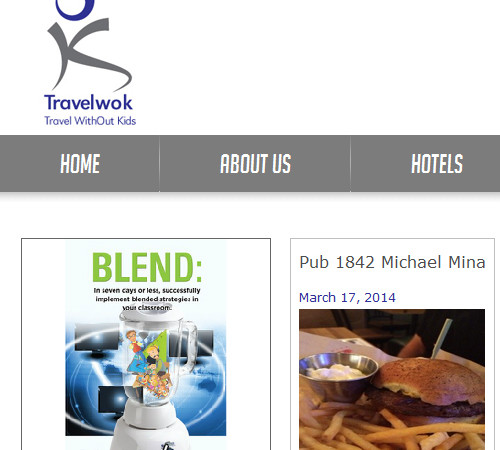 Travelwok
Travel WithOut Kids
HOME
ABOUT US
HOTELS
BLEND:
In seven days or less, successfully
implement blended strategies in
your classroom.
Pub 1842 Michael Mina
March 17, 2014